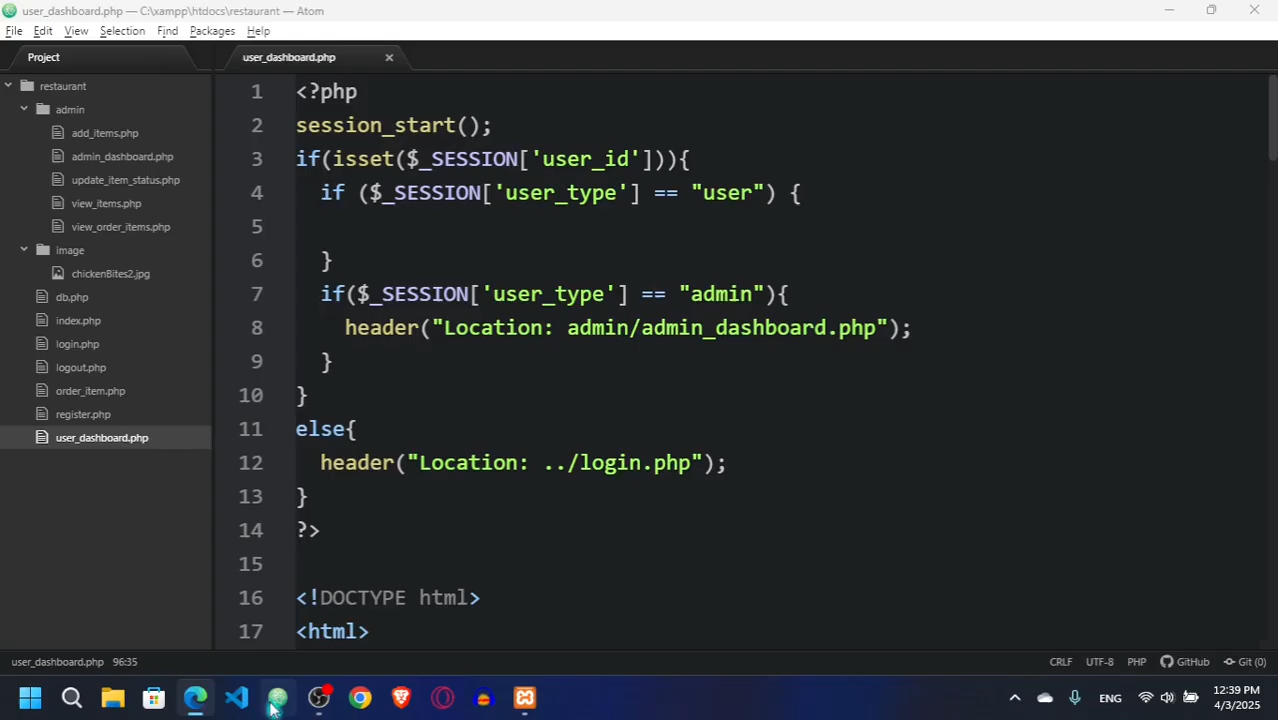 user_dashboard.php — C:\xampp\htdocs\restaurant — Atom
File Edit View Selection Find Packages Help
Project
user_dashboard.php
restaurant
admin
add_items.php
admin_dashboard.php
update_item_status.php
view_items.php
view_order_items.php
image
chickenBites2.jpg
db.php
index.php
login.php
logout.php
order_item.php
register.php
user_dashboard.php
1 <?php
2 session_start();
3 if(isset($_SESSION['user_id'])){
4 if ($_SESSION['user_type'] == "user") {
5
6 }
7 if($_SESSION['user_type'] == "admin"){
8 header("Location: admin/admin_dashboard.php");
9 }
10 }
11 else{
12 header("Location: ../login.php");
13 }
14 ?>
15
16 <!DOCTYPE html>
17 <html>
user_dashboard.php 96:35 CRLF UTF-8 PHP GitHub Git (0)
ENG
12:39 PM
4/3/2025